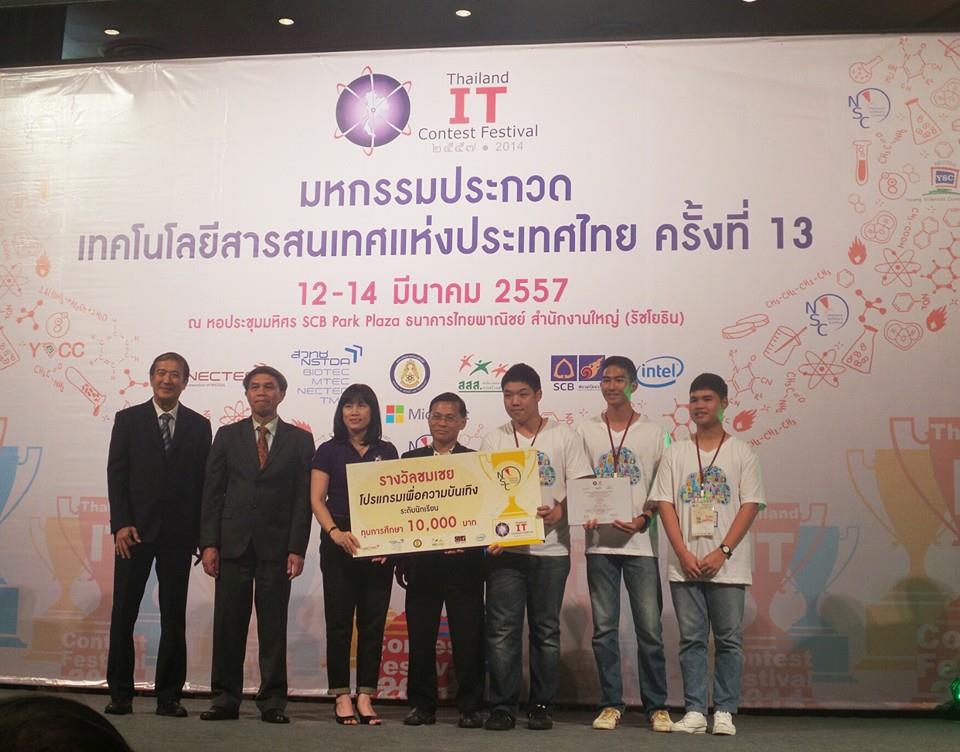 Thailand
IT
Contest Festival
๒๕๕๗ • 2014
มหกรรมประกวด
เทคโนโลยีสารสนเทศแห่งประเทศไทย ครั้งที่ 13
12-14 มีนาคม 2557
ณ หอประชุมมหิศร SCB Park Plaza ธนาคารไทยพาณิชย์ สำนักงานใหญ่ (รัชโยธิน)
NSC
YSC
NSC
NECTEC
สวทช
NSTDA
BIOTEC
MTEC
NECTEC
สสส.
SCB
intel
รางวัลชมเชย
โปรแกรมเพื่อความบันเทิง
ระดับนักเรียน
ทุนการศึกษา 10,000 บาท
NSC
IT
Contest
Festival
Contest